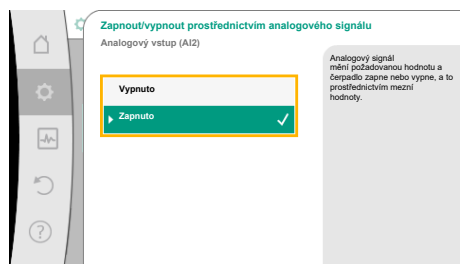 Zapnout/vypnout prostřednictvím analogového signálu
Analogový vstup (AI2)
Vypnuto
Zapnuto
Analogový signál
mění požadovanou hodnotu a
čerpadlo zapne nebo vypne, a to
prostřednictvím mezní
hodnoty.
?